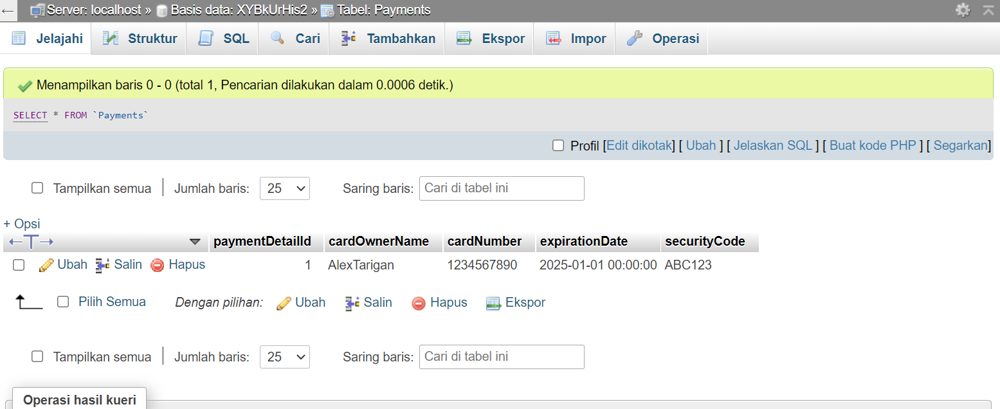 Server: localhost » Basis data: XYBkUrHis2 » Tabel: Payments
Jelajahi Struktur SQL Cari Tambahkan Ekspor Impor Operasi
Menampilkan baris 0 - 0 (total 1, Pencarian dilakukan dalam 0.0006 detik.)
SELECT * FROM `Payments`
Profil [Edit dikotak] [ Ubah ] [ Jelaskan SQL ] [ Buat kode PHP ] [ Segarkan]
Tampilkan semua | Jumlah baris: 25 Saring baris: Cari di tabel ini
+ Opsi
←T→ paymentDetailId cardOwnerName cardNumber expirationDate securityCode
Ubah Salin Hapus 1 AlexTarigan 1234567890 2025-01-01 00:00:00 ABC123
Pilih Semua Dengan pilihan: Ubah Salin Hapus Ekspor
Tampilkan semua | Jumlah baris: 25 Saring baris: Cari di tabel ini
Operasi hasil kueri